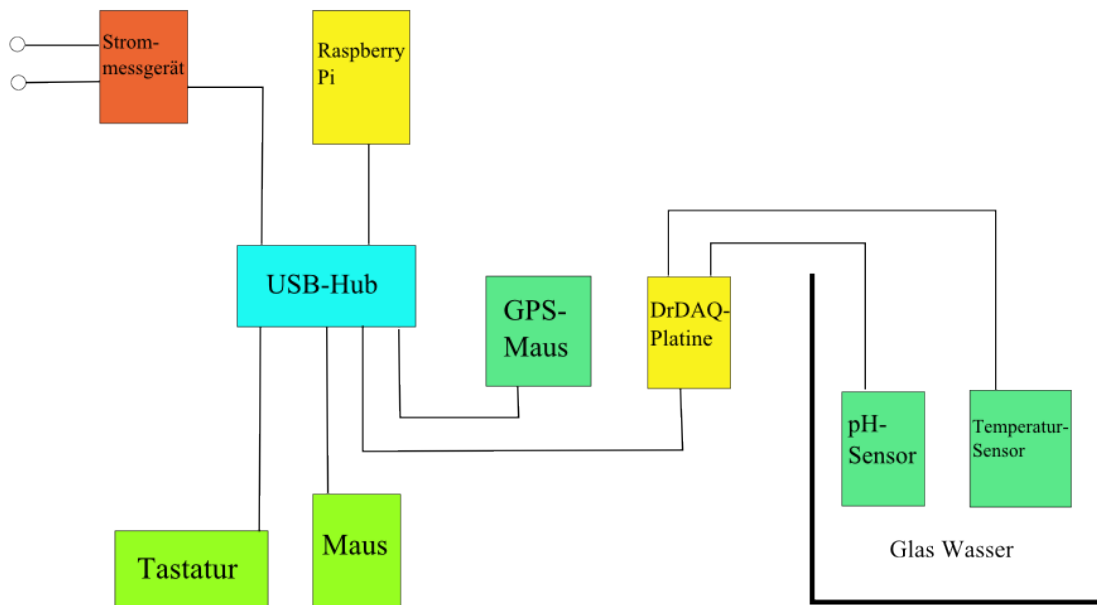 Strom-
messgerät
Raspberry
Pi
USB-Hub
GPS-
Maus
DrDAQ-
Platine
pH-
Sensor
Temperatur-
Sensor
Glas Wasser
Tastatur
Maus